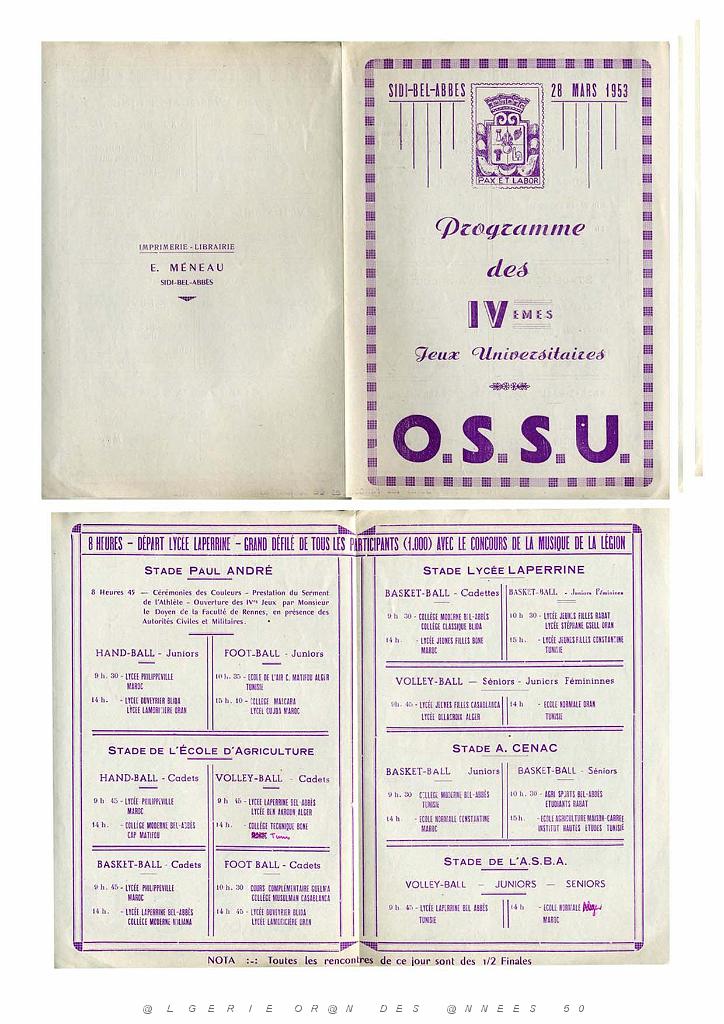 SIDI-BEL-ABBES
28 MARS 1953
PAX ET LABOR
Programme
des
IV EMES
Jeux Universitaires
O.S.S.U.
IMPRIMERIE - LIBRAIRIE
E. MÉNEAU
SIDI-BEL-ABBÈS
8 HEURES - DÉPART LYCÉE LAPERRINE - GRAND DÉFILÉ DE TOUS LES PARTICIPANTS (1.000) AVEC LE CONCOURS DE LA MUSIQUE DE LA LÉGION
STADE PAUL ANDRÉ
8 Heures 45 - Cérémonies des Couleurs - Prestation du Serment
de l'Athlète - Ouverture des IVes Jeux par Monsieur
le Doyen de la Faculté de Rennes, en présence des
Autorités Civiles et Militaires.
HAND-BALL - Juniors
9 h. 30 - LYCÉE PHILIPPEVILLE
MAROC
14 h. - LYCÉE DUVEYRIER BLIDA
LYCÉE LAMORICIÈRE ORAN
FOOT-BALL - Juniors
10 h. 35 - ECOLE DE L'AIR C. MATIFOU ALGER
TUNISIE
15 h. 10 - COLLÈGE MASCARA
LYCÉE OUJDA MAROC
STADE DE L'ÉCOLE D'AGRICULTURE
HAND-BALL - Cadets
9 h 45 - LYCÉE PHILIPPEVILLE
MAROC
14 h. - COLLÈGE MODERNE BEL-ABBÈS
CAP MATIFOU
VOLLEY-BALL - Cadets
9 h 45 - LYCÉE LAPERRINE BEL-ABBÈS
LYCÉE BEN AKNOUN ALGER
14 h. - COLLÈGE TECHNIQUE BONE
Tunis
BASKET-BALL - Cadets
9 h. 45 - LYCÉE PHILIPPEVILLE
MAROC
14 h. - LYCÉE LAPERRINE BEL-ABBÈS
COLLÈGE MODERNE MILIANA
FOOT BALL - Cadets
10 h. 30 COURS COMPLÉMENTAIRE GUELMA
COLLÈGE MUSULMAN CASABLANCA
14 h 45 - LYCÉE DUVEYRIER BLIDA
LYCÉE LAMORICIÈRE ORAN
STADE LYCÉE LAPERRINE
BASKET-BALL - Cadettes
9 h 30 - COLLÈGE MODERNE BEL-ABBÈS
COLLÈGE CLASSIQUE BLIDA
14 h. - LYCÉE JEUNES FILLES BONE
MAROC
BASKET-BALL - Juniors Féminines
10 h 30 - LYCÉE JEUNES FILLES RABAT
LYCÉE STÉPHANE GSELL ORAN
15 h. - LYCÉE JEUNES FILLES CONSTANTINE
TUNISIE
VOLLEY-BALL — Séniors - Juniors Fémininnes
9h. 45 - LYCÉE JEUNES FILLES CASABLANCA
LYCÉE DELACROIX ALGER
14 h - ECOLE NORMALE ORAN
TUNISIE
STADE A. CENAC
BASKET-BALL Juniors
9 h. 30 COLLÈGE MODERNE BEL-ABBÈS
TUNISIE
14 h - ECOLE NORMALE CONSTANTINE
MAROC
BASKET-BALL - Séniors
10 h. 30 - AGRI SPORTS BEL-ABBÈS
ETUDIANTS RABAT
15 h. - ECOLE AGRICULTURE MAISON-CARRÉE
INSTITUT HAUTES ETUDES TUNISIE
STADE DE L'A.S.B.A.
VOLLEY-BALL — JUNIORS — SENIORS
9 h. 45 - LYCÉE LAPERRINE BEL ABBÈS
TUNISIE
14 h - ECOLE NORMALE Alger
MAROC
NOTA :-: Toutes les rencontres de ce jour sont des 1/2 Finales
@LGERIE OR@N DES @NNEES 50